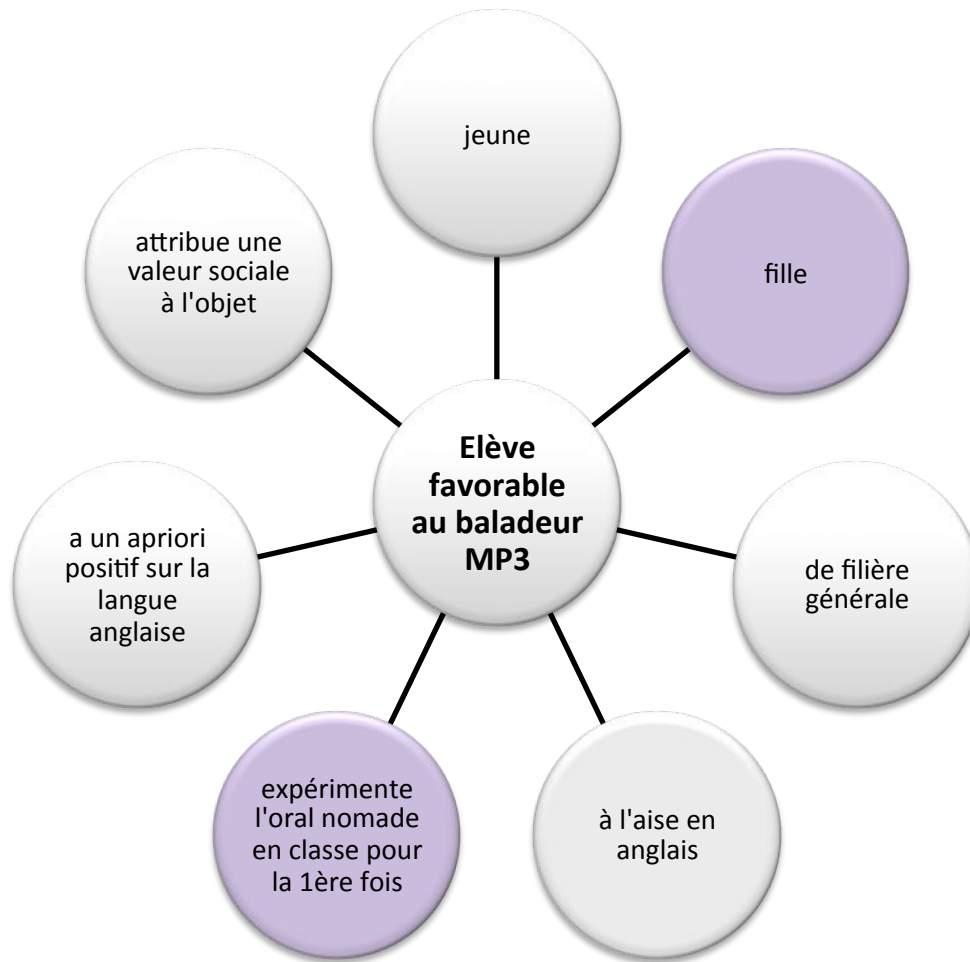 jeune
fille
de filière
générale
à l'aise en
anglais
expérimente
l'oral nomade
en classe pour
la 1ère fois
a un apriori
positif sur la
langue
anglaise
attribue une
valeur sociale
à l'objet
Elève
favorable
au baladeur
MP3